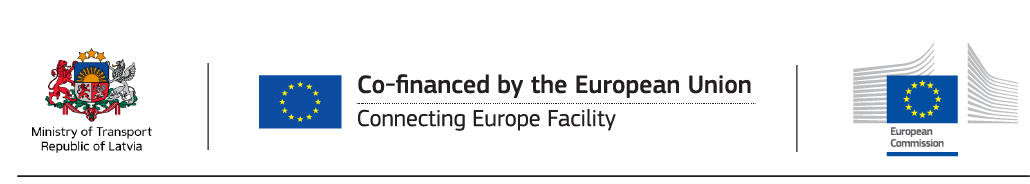 Ministry of Transport
Republic of Latvia
Co-financed by the European Union
Connecting Europe Facility
European
Commission